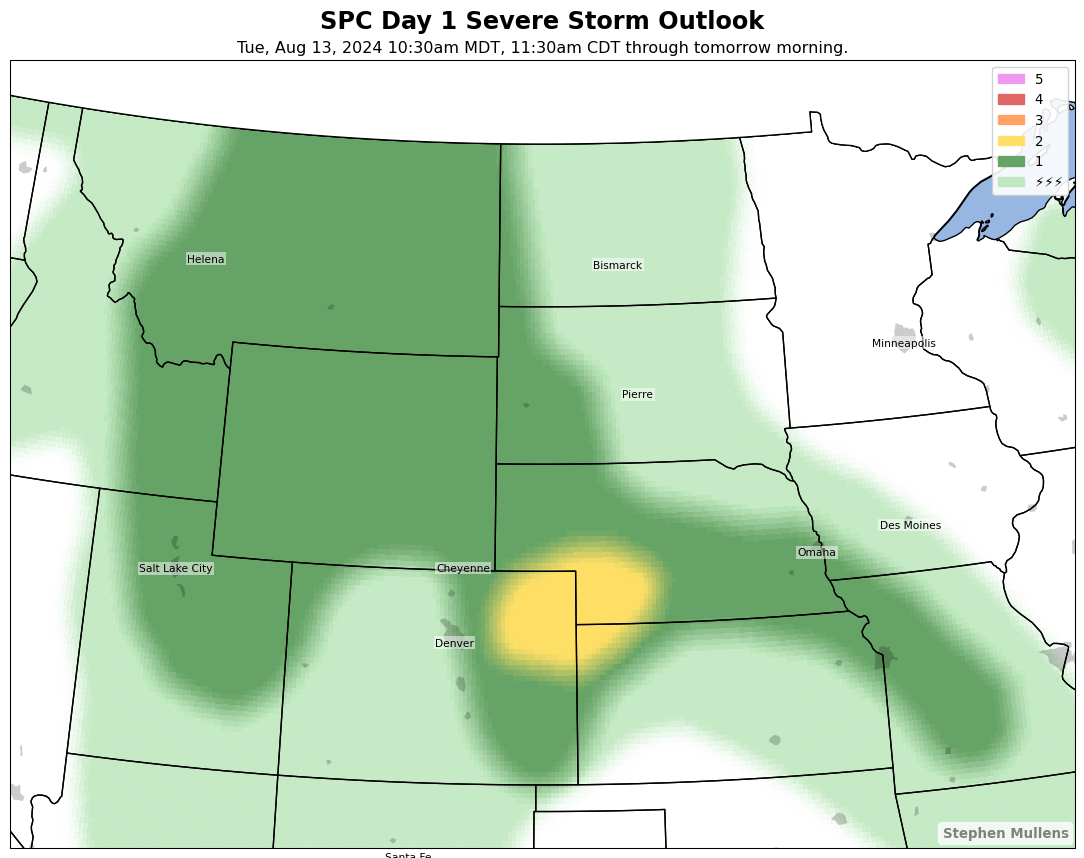 SPC Day 1 Severe Storm Outlook
Tue, Aug 13, 2024 10:30am MDT, 11:30am CDT through tomorrow morning.
5
4
3
2
1
⚡⚡⚡
Helena
Bismarck
Minneapolis
Pierre
Des Moines
Omaha
Salt Lake City
Cheyenne
Denver
Stephen Mullens
Santa Fe